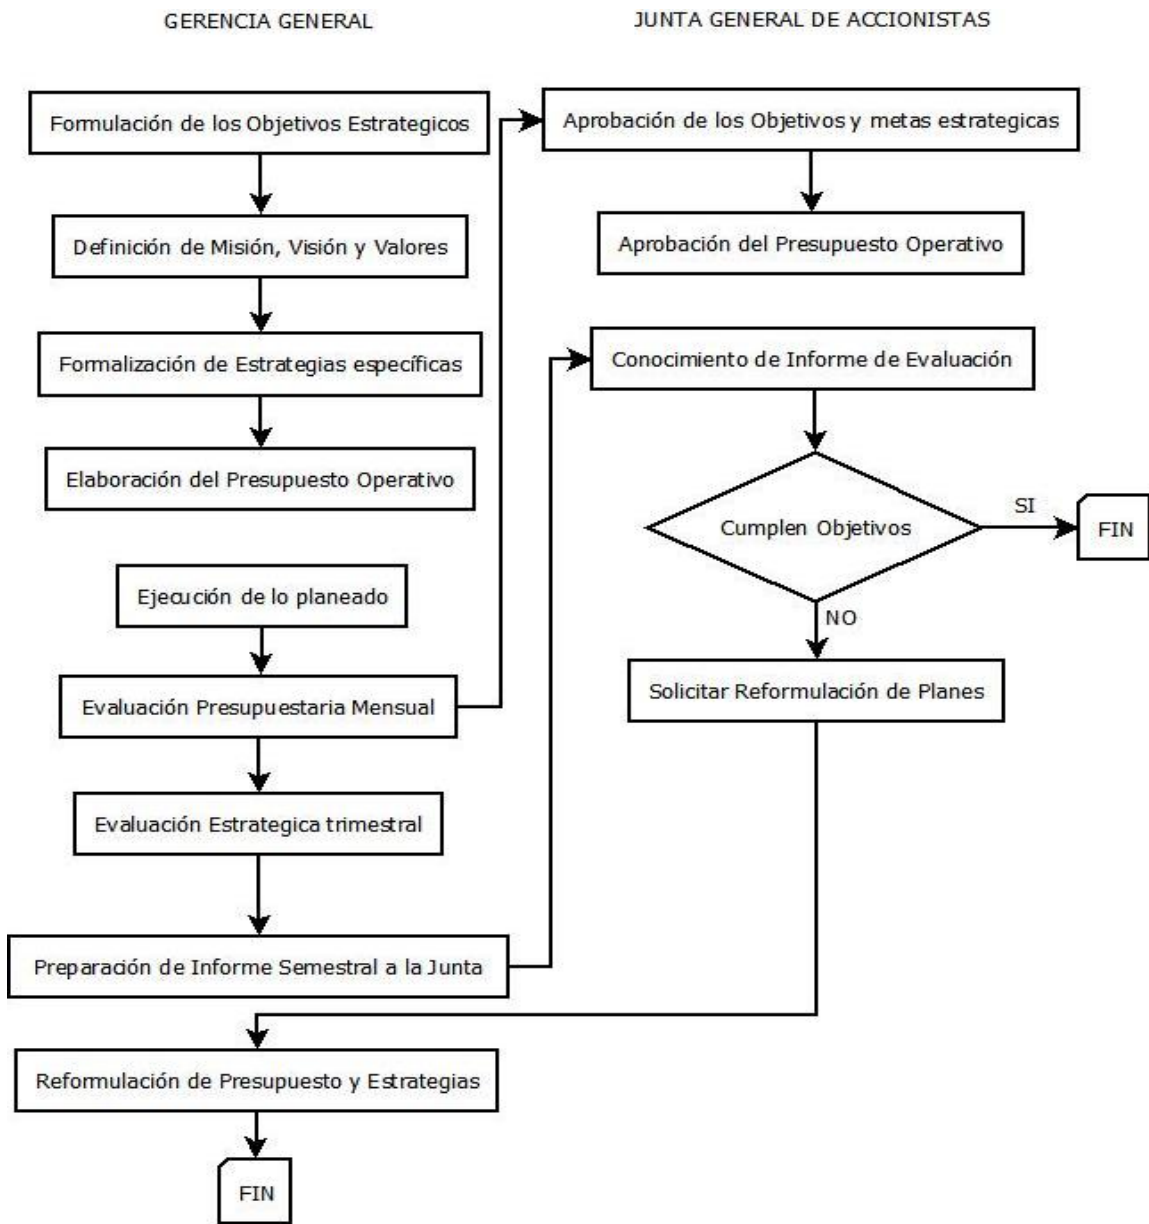 GERENCIA GENERAL
JUNTA GENERAL DE ACCIONISTAS
Formulación de los Objetivos Estrategicos
Aprobación de los Objetivos y metas estrategicas
Definición de Misión, Visión y Valores
Aprobación del Presupuesto Operativo
Formalización de Estrategias específicas
Conocimiento de Informe de Evaluación
Elaboración del Presupuesto Operativo
Cumplen Objetivos
SI
FIN
Ejecución de lo planeado
NO
Evaluación Presupuestaria Mensual
Solicitar Reformulación de Planes
Evaluación Estrategica trimestral
Preparación de Informe Semestral a la Junta
Reformulación de Presupuesto y Estrategias
FIN